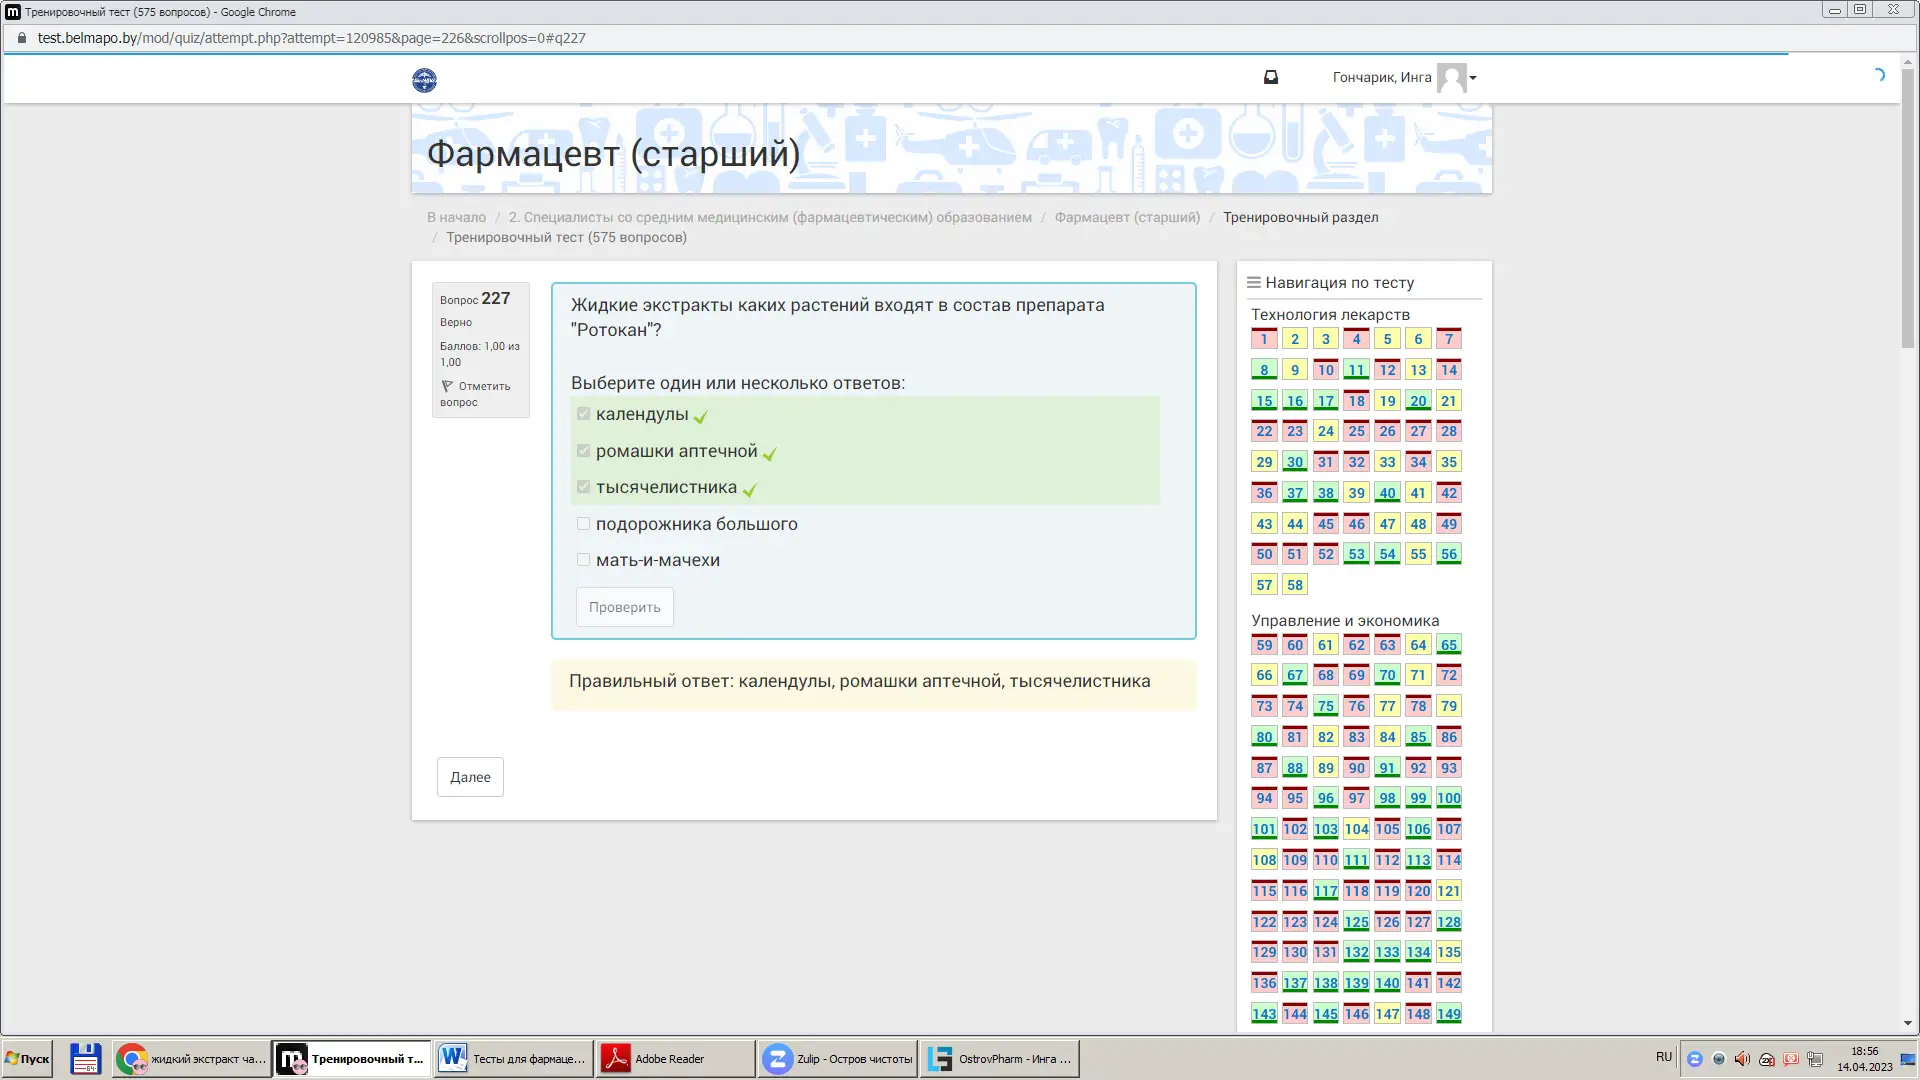 Тренировочный тест (575 вопросов) - Google Chrome
test.belmapo.by/mod/quiz/attempt.php?attempt=120985&page=226&scrollpos=0#q227
Гончарик, Инга
Фармацевт (старший)
В начало / 2. Специалисты со средним медицинским (фармацевтическим) образованием / Фармацевт (старший) / Тренировочный раздел
/ Тренировочный тест (575 вопросов)
Вопрос 227
Верно
Баллов: 1,00 из
1,00
Отметить
вопрос
Жидкие экстракты каких растений входят в состав препарата
"Ротокан"?
Выберите один или несколько ответов:
календулы
ромашки аптечной
тысячелистника
подорожника большого
мать-и-мачехи
Проверить
Правильный ответ: календулы, ромашки аптечной, тысячелистника
Далее
Навигация по тесту
Технология лекарств
1 2 3 4 5 6 7
8 9 10 11 12 13 14
15 16 17 18 19 20 21
22 23 24 25 26 27 28
29 30 31 32 33 34 35
36 37 38 39 40 41 42
43 44 45 46 47 48 49
50 51 52 53 54 55 56
57 58
Управление и экономика
59 60 61 62 63 64 65
66 67 68 69 70 71 72
73 74 75 76 77 78 79
80 81 82 83 84 85 86
87 88 89 90 91 92 93
94 95 96 97 98 99 100
101 102 103 104 105 106 107
108 109 110 111 112 113 114
115 116 117 118 119 120 121
122 123 124 125 126 127 128
129 130 131 132 133 134 135
136 137 138 139 140 141 142
143 144 145 146 147 148 149
Пуск
жидкий экстракт ча...
Тренировочный т...
Тесты для фармаце...
Adobe Reader
Zulip - Остров чистоты
OstrovPharm - Инга ...
RU
18:56
14.04.2023